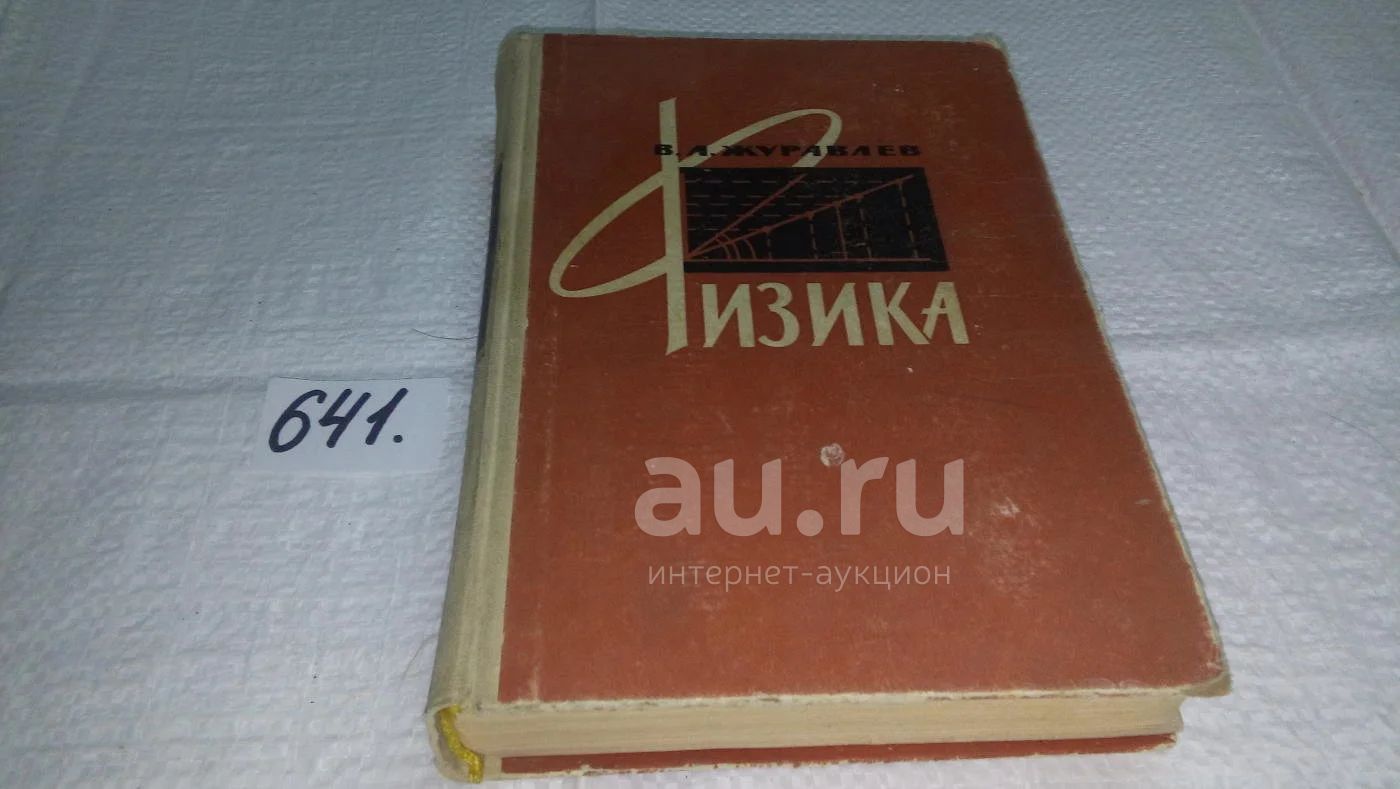 В. Л. ЖУРАВЛЕВ
ФИЗИКА
641.
au.ru
интернет-аукцион